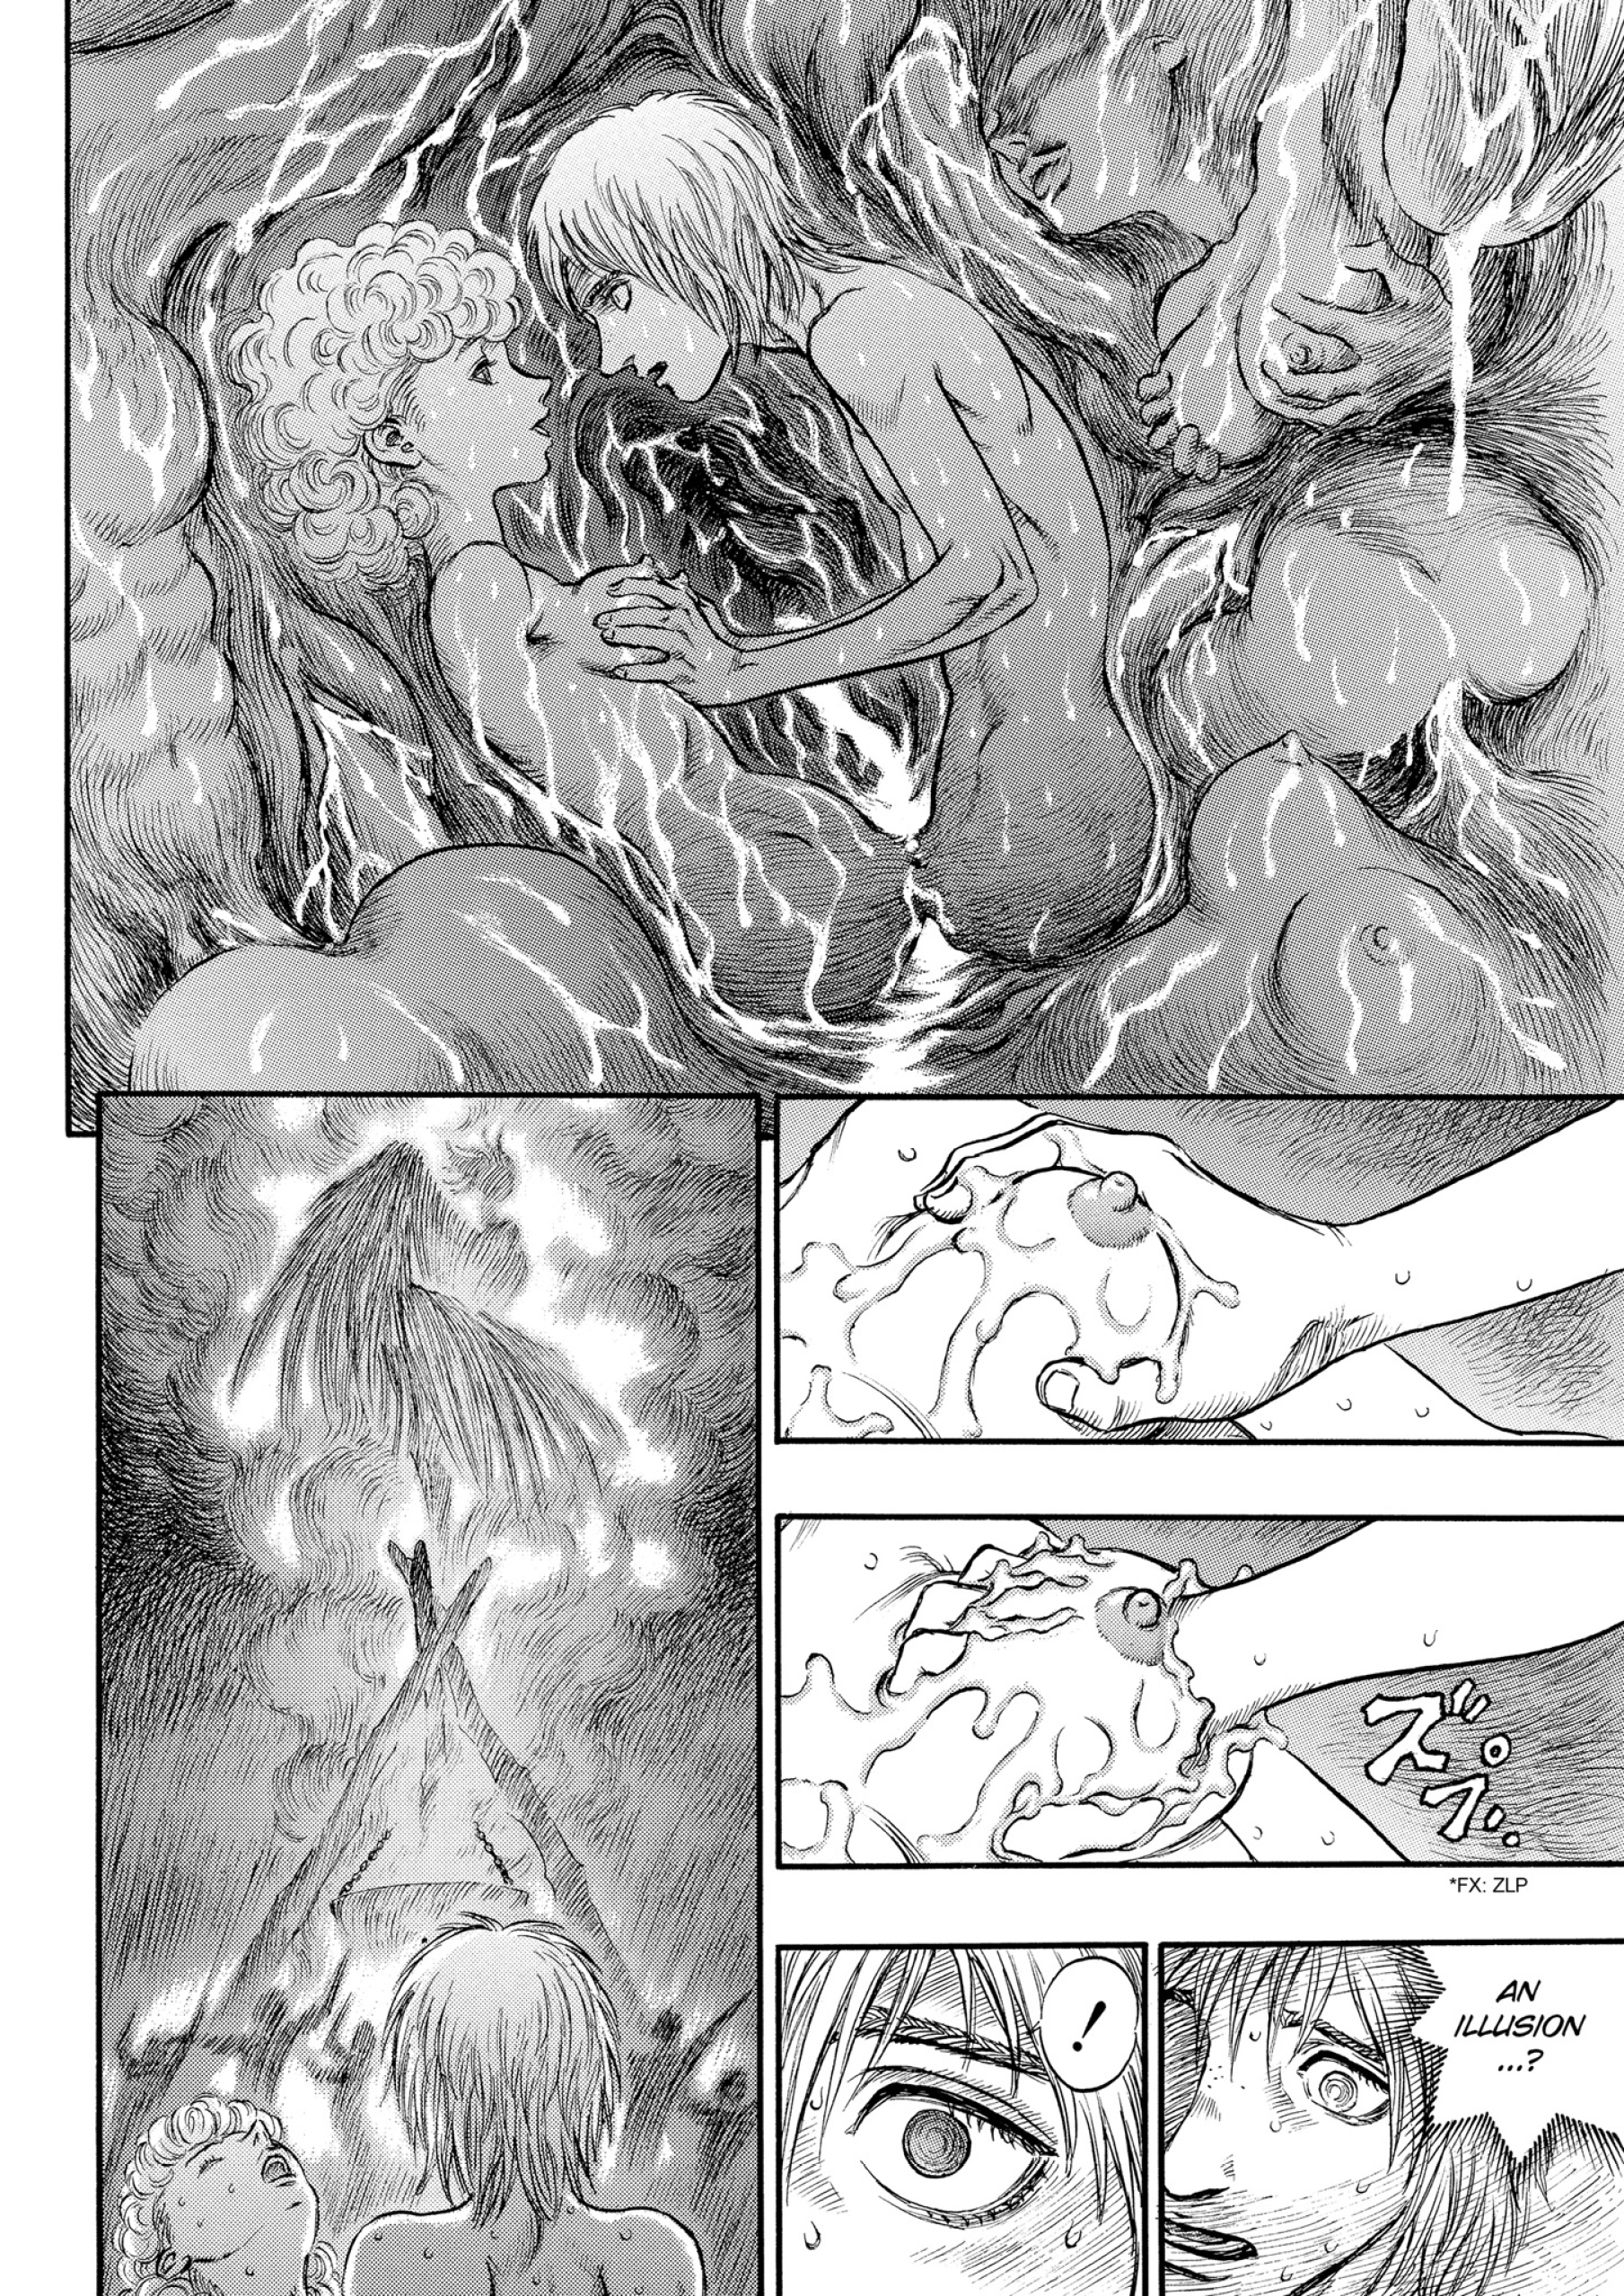 ズプ
*FX: ZLP
AN
ILLUSION
...?
!